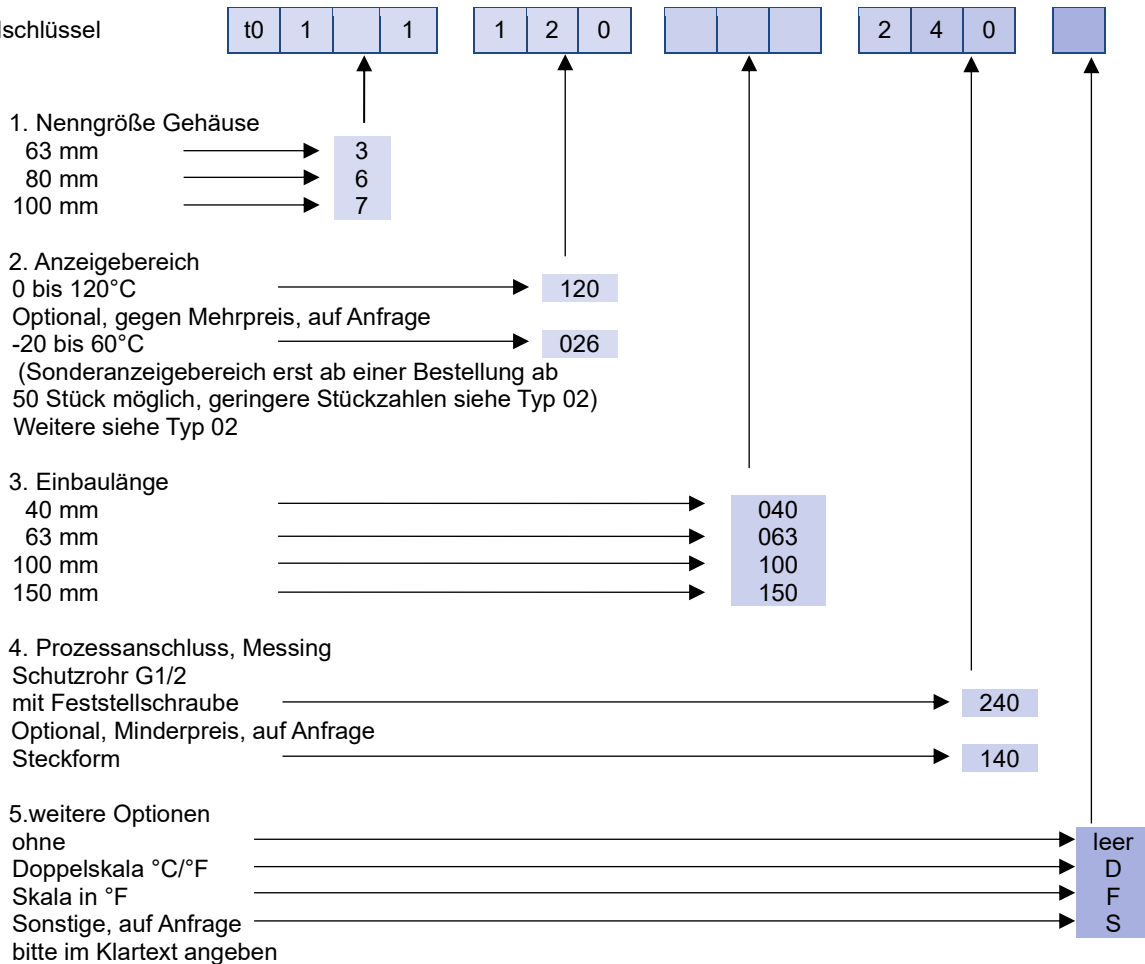 lschlüssel t0 1 1 1 2 0 2 4 0
1. Nenngröße Gehäuse
63 mm 3
80 mm 6
100 mm 7
2. Anzeigebereich
0 bis 120°C 120
Optional, gegen Mehrpreis, auf Anfrage
-20 bis 60°C 026
(Sonderanzeigebereich erst ab einer Bestellung ab
50 Stück möglich, geringere Stückzahlen siehe Typ 02)
Weitere siehe Typ 02
3. Einbaulänge
40 mm 040
63 mm 063
100 mm 100
150 mm 150
4. Prozessanschluss, Messing
Schutzrohr G1/2
mit Feststellschraube 240
Optional, Minderpreis, auf Anfrage
Steckform 140
5.weitere Optionen
ohne leer
Doppelskala °C/°F D
Skala in °F F
Sonstige, auf Anfrage S
bitte im Klartext angeben